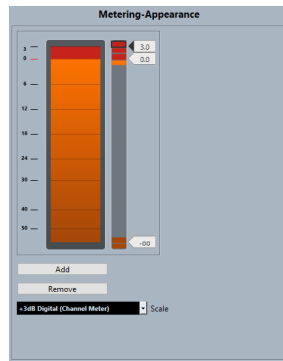 Metering-Appearance
3
0
6
12
18
24
30
40
50
3.0
0.0
-oo
Add
Remove
+3dB Digital (Channel Meter)
Scale